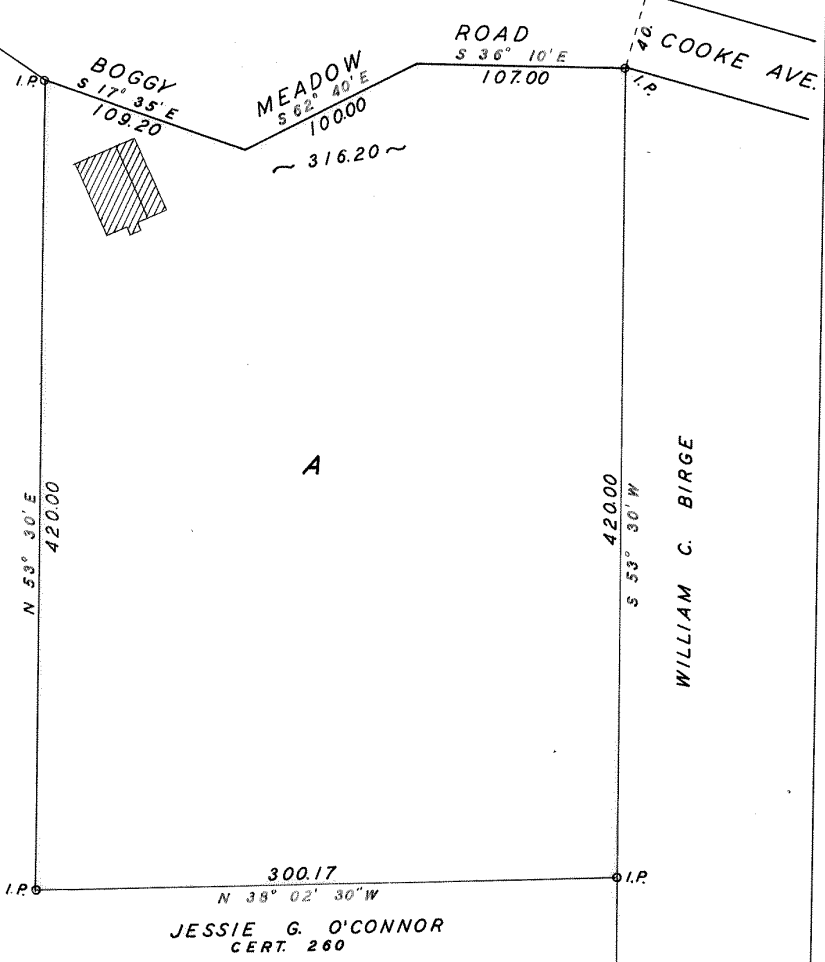 BOGGY MEADOW ROAD
S 17° 35' E
109.20
S 62° 40' E
100.00
S 36° 10' E
107.00
~ 316.20 ~
40.
COOKE AVE.
I.P.
I.P.
A
N 53° 30' E
420.00
420.00
S 53° 30' W
WILLIAM C. BIRGE
I.P.
300.17
I.P.
N 38° 02' 30" W
JESSIE G. O'CONNOR
CERT. 260